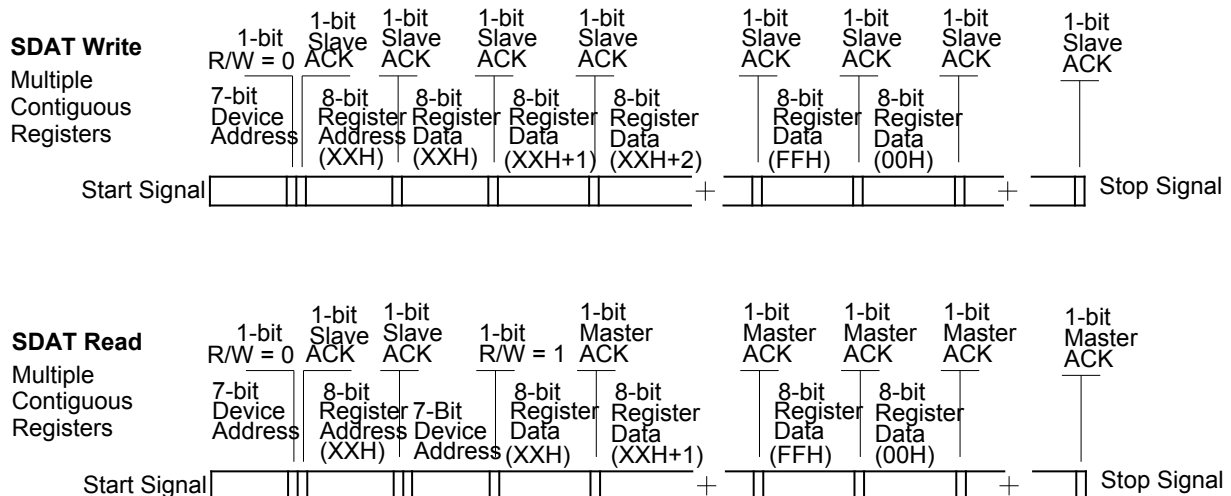 SDAT Write
Multiple
Contiguous
Registers
1-bit
R/W = 0
1-bit
Slave
ACK
1-bit
Slave
ACK
1-bit
Slave
ACK
1-bit
Slave
ACK
1-bit
Slave
ACK
1-bit
Slave
ACK
1-bit
Slave
ACK
1-bit
Slave
ACK
7-bit
Device
Address
8-bit
Register
Address
(XXH)
8-bit
Register
Data
(XXH)
8-bit
Register
Data
(XXH+1)
8-bit
Register
Data
(XXH+2)
8-bit
Register
Data
(FFH)
8-bit
Register
Data
(00H)
Start Signal
+
+
Stop Signal
SDAT Read
Multiple
Contiguous
Registers
1-bit
R/W = 0
1-bit
Slave
ACK
1-bit
Slave
ACK
1-bit
R/W = 1
1-bit
Master
ACK
1-bit
Master
ACK
1-bit
Master
ACK
1-bit
Master
ACK
1-bit
Master
ACK
7-bit
Device
Address
8-bit
Register
Address
(XXH)
7-Bit
Device
Address
8-bit
Register
Data
(XXH)
8-bit
Register
Data
(XXH+1)
8-bit
Register
Data
(FFH)
8-bit
Register
Data
(00H)
Start Signal
+
+
Stop Signal